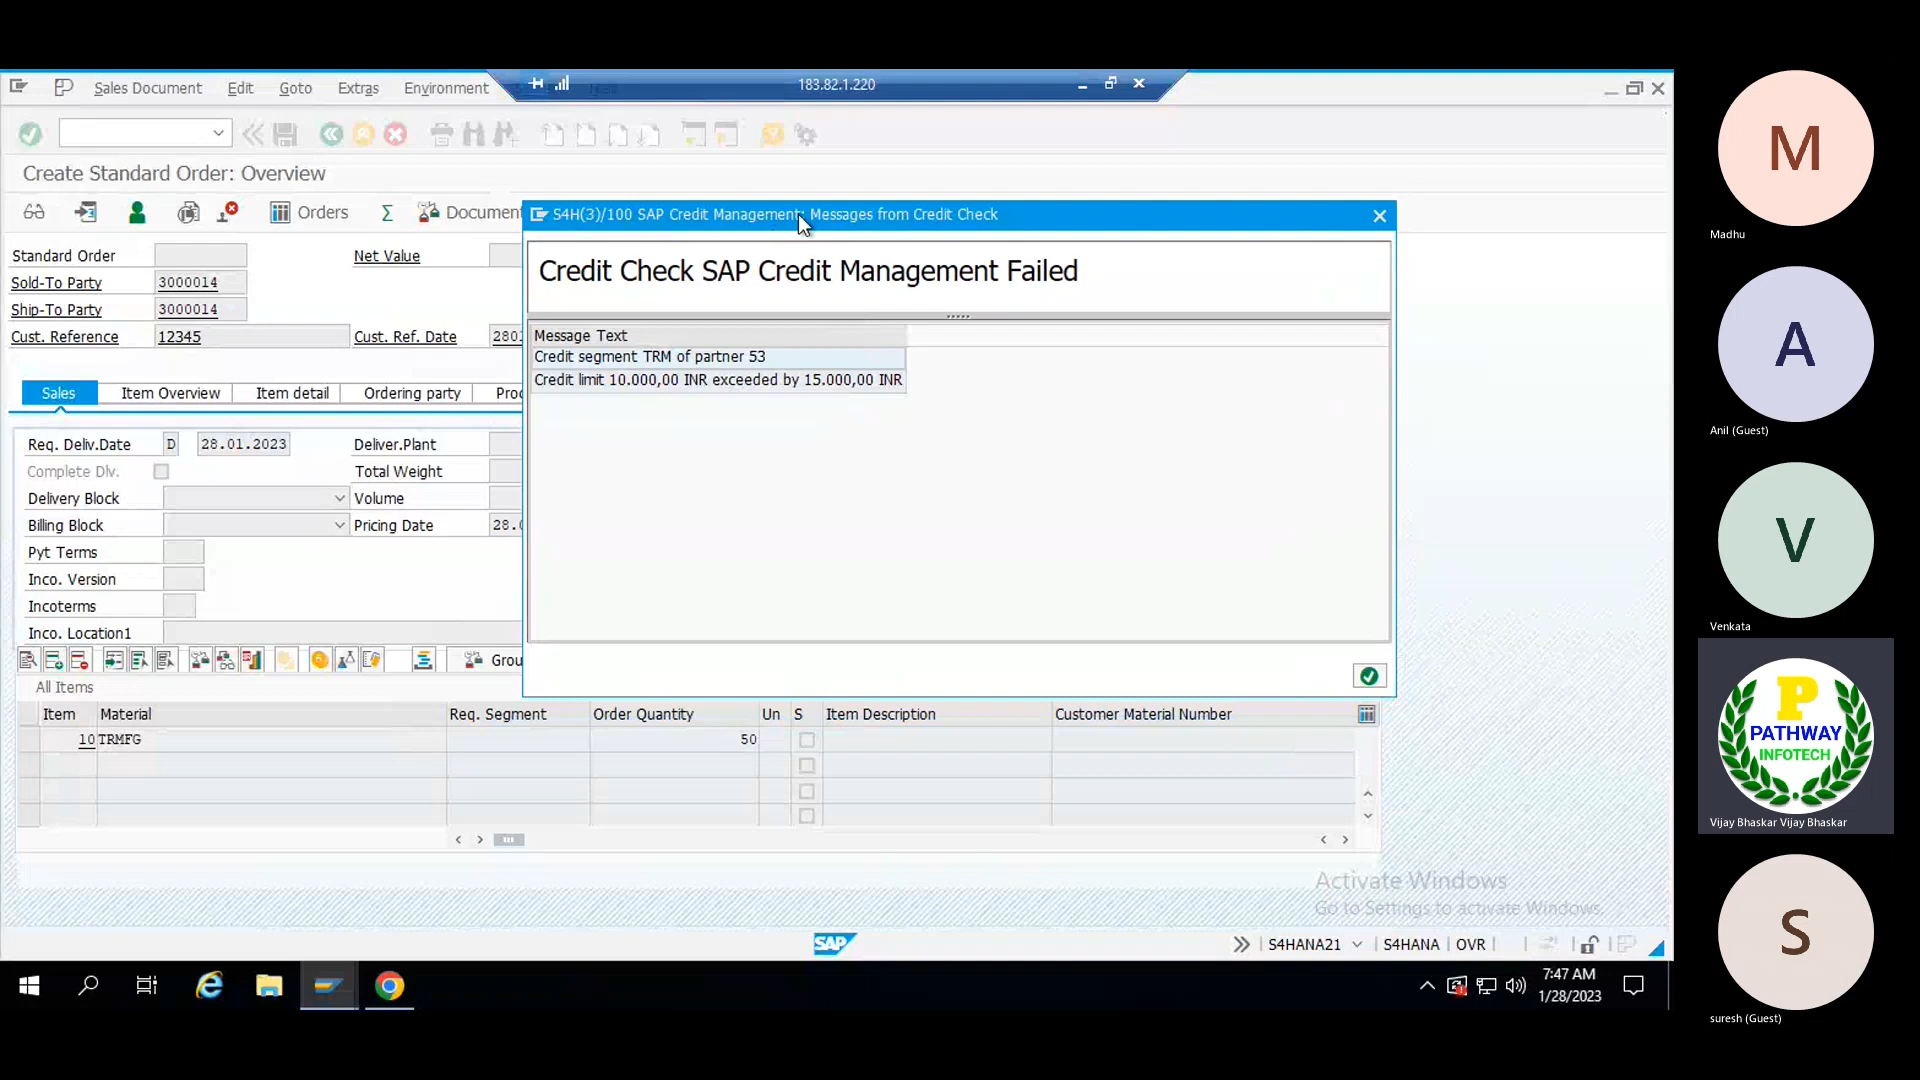 Sales Document Edit Goto Extras Environment
183.82.1.220
Create Standard Order: Overview
Orders
Document
Standard Order
Net Value
Sold-To Party 3000014
Ship-To Party 3000014
Cust. Reference 12345 Cust. Ref. Date 280
Sales Item Overview Item detail Ordering party Pro
Req. Deliv.Date D 28.01.2023 Deliver.Plant
Complete Dlv. Total Weight
Delivery Block Volume
Billing Block Pricing Date 28.
Pyt Terms
Inco. Version
Incoterms
Inco. Location1
Grou
S4H(3)/100 SAP Credit Management: Messages from Credit Check
Credit Check SAP Credit Management Failed
Message Text
Credit segment TRM of partner 53
Credit limit 10.000,00 INR exceeded by 15.000,00 INR
All Items
Item Material Req. Segment Order Quantity Un S Item Description Customer Material Number
10 TRMFG 50
Activate Windows
Go to Settings to activate Windows.
SAP
S4HANA21 S4HANA OVR
7:47 AM
1/28/2023
M
Madhu
A
Anil (Guest)
V
Venkata
P
PATHWAY
INFOTECH
Vijay Bhaskar Vijay Bhaskar
S
suresh (Guest)